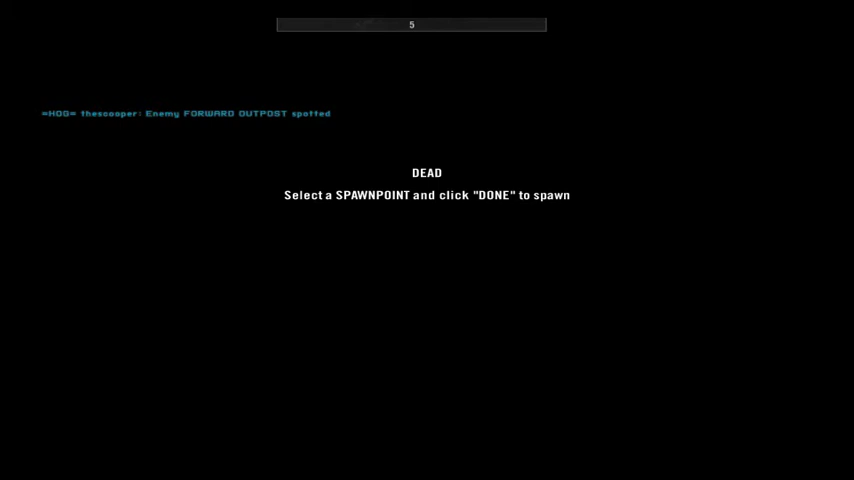 5
=HOG= thescooper: Enemy FORWARD OUTPOST spotted
DEAD
Select a SPAWNPOINT and click "DONE" to spawn